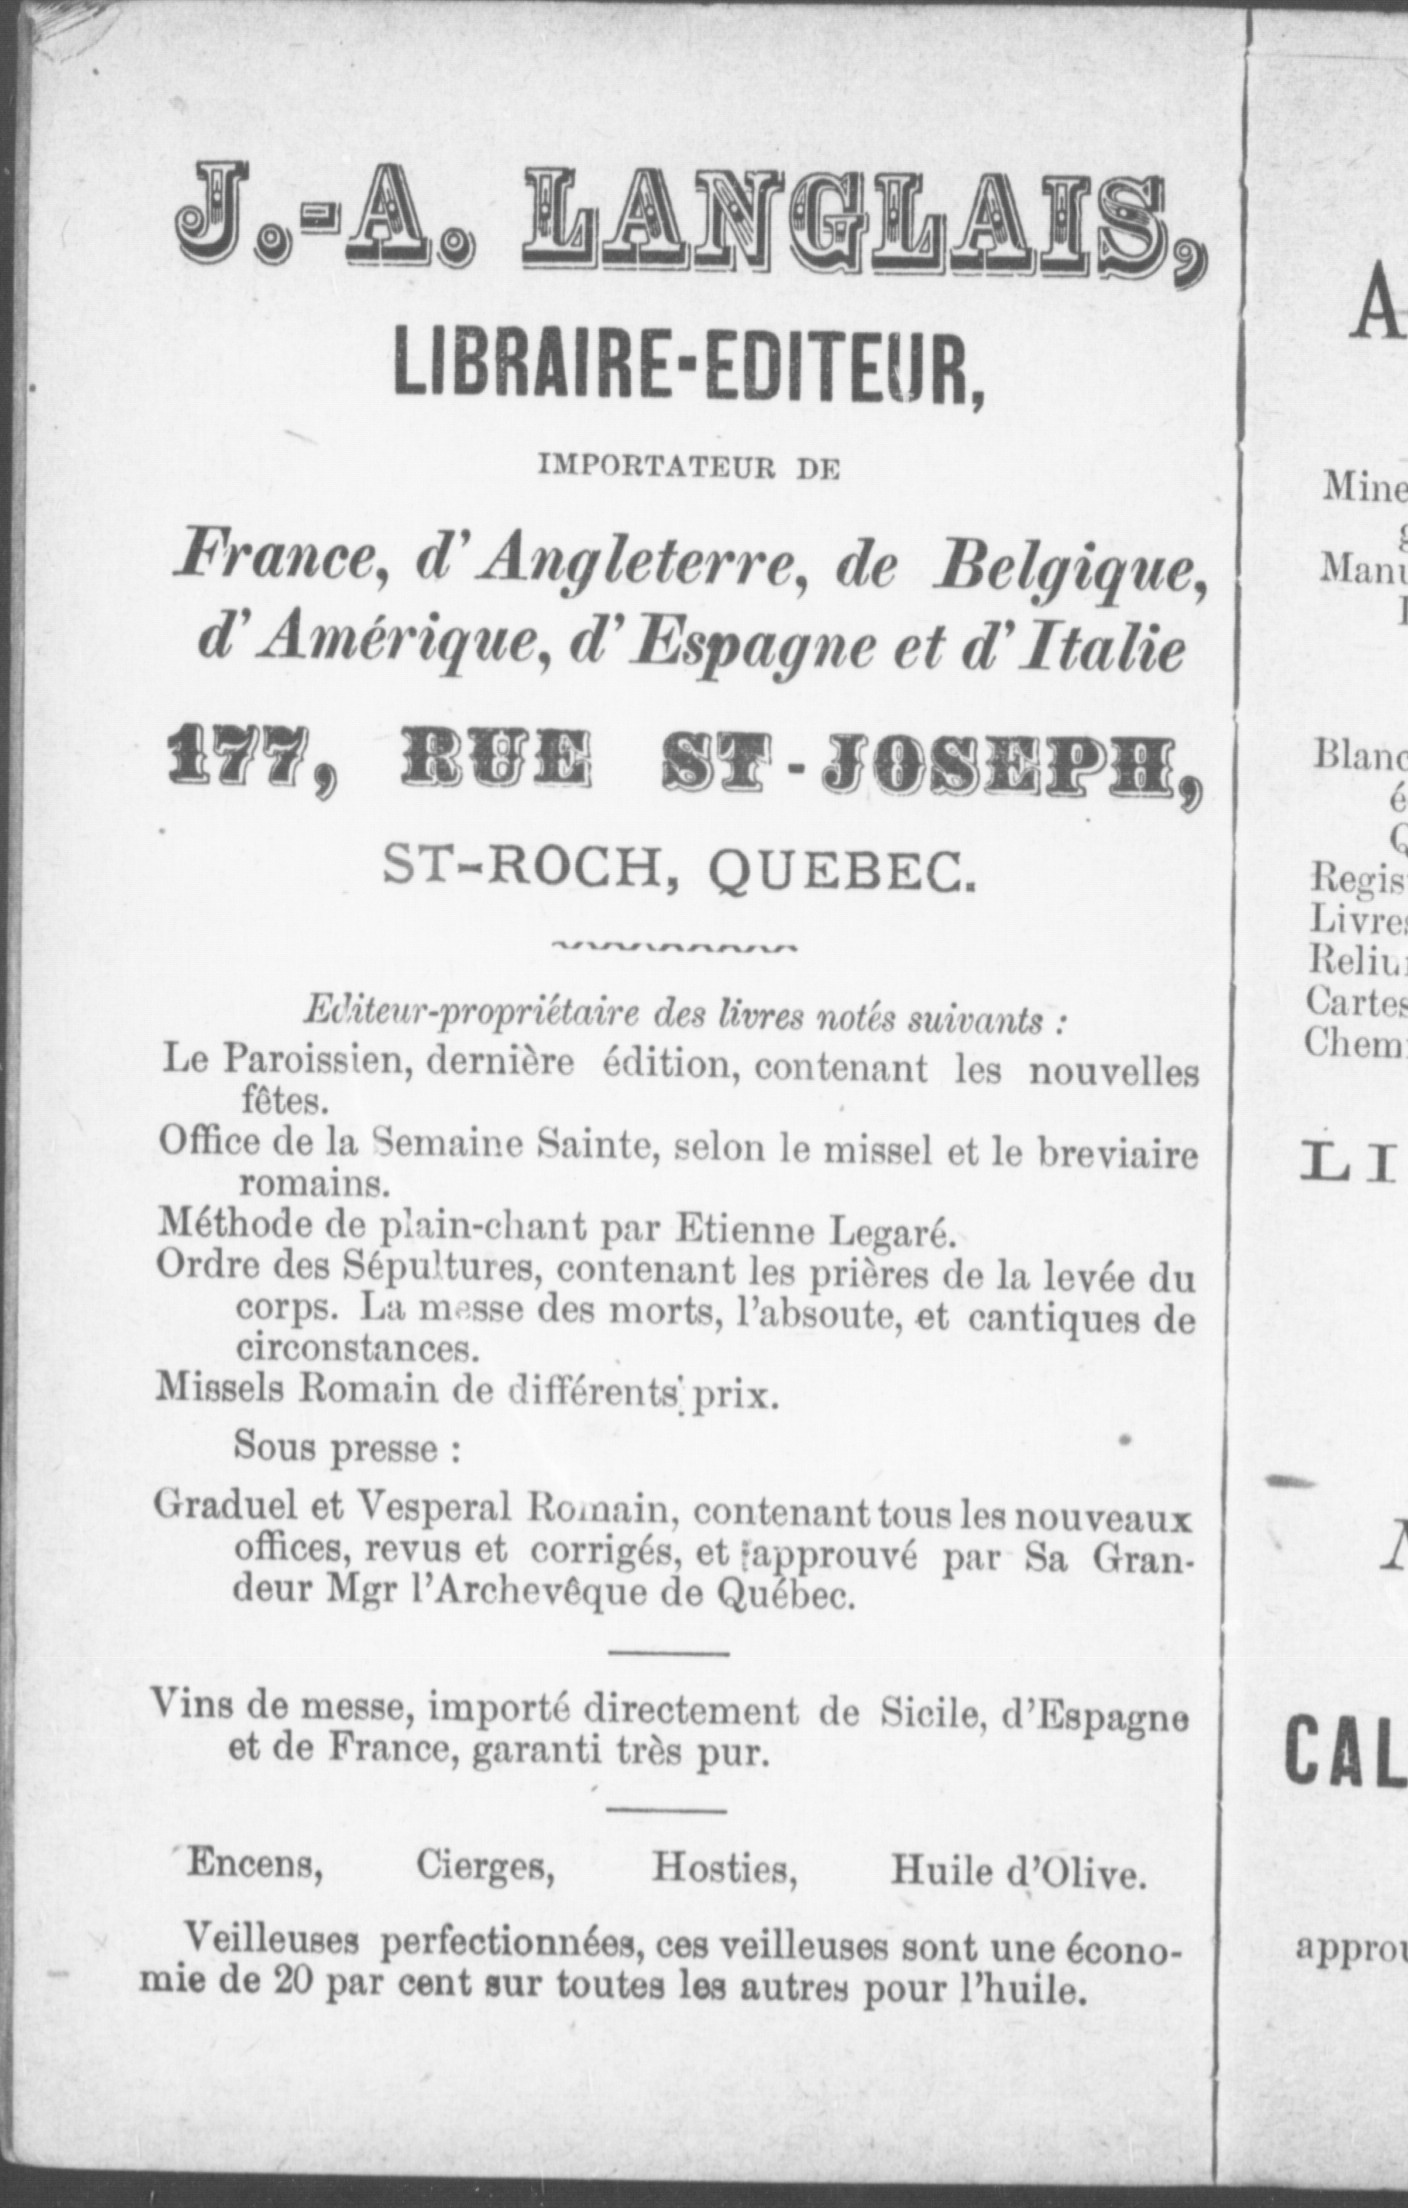 J.-A. LANGLAIS,
LIBRAIRE-EDITEUR,
IMPORTATEUR DE
France, d'Angleterre, de Belgique,
d'Amérique, d'Espagne et d'Italie
177, RUE ST-JOSEPH,
ST-ROCH, QUEBEC.
Editeur-propriétaire des livres notés suivants :
Le Paroissien, dernière édition, contenant les nouvelles
fêtes.
Office de la Semaine Sainte, selon le missel et le breviaire
romains.
Méthode de plain-chant par Etienne Legaré.
Ordre des Sépultures, contenant les prières de la levée du
corps. La messe des morts, l'absoute, et cantiques de
circonstances.
Missels Romain de différents prix.
Sous presse :
Graduel et Vesperal Romain, contenant tous les nouveaux
offices, revus et corrigés, et approuvé par Sa Gran-
deur Mgr l'Archevêque de Québec.
Vins de messe, importé directement de Sicile, d'Espagne
et de France, garanti très pur.
Encens, Cierges, Hosties, Huile d'Olive.
Veilleuses perfectionnées, ces veilleuses sont une écono-
mie de 20 par cent sur toutes les autres pour l'huile.
A
Mine
Manu
Blanc
é
Q
Regis
Livres
Reliu
Cartes
Chem
LI
CAL
approu